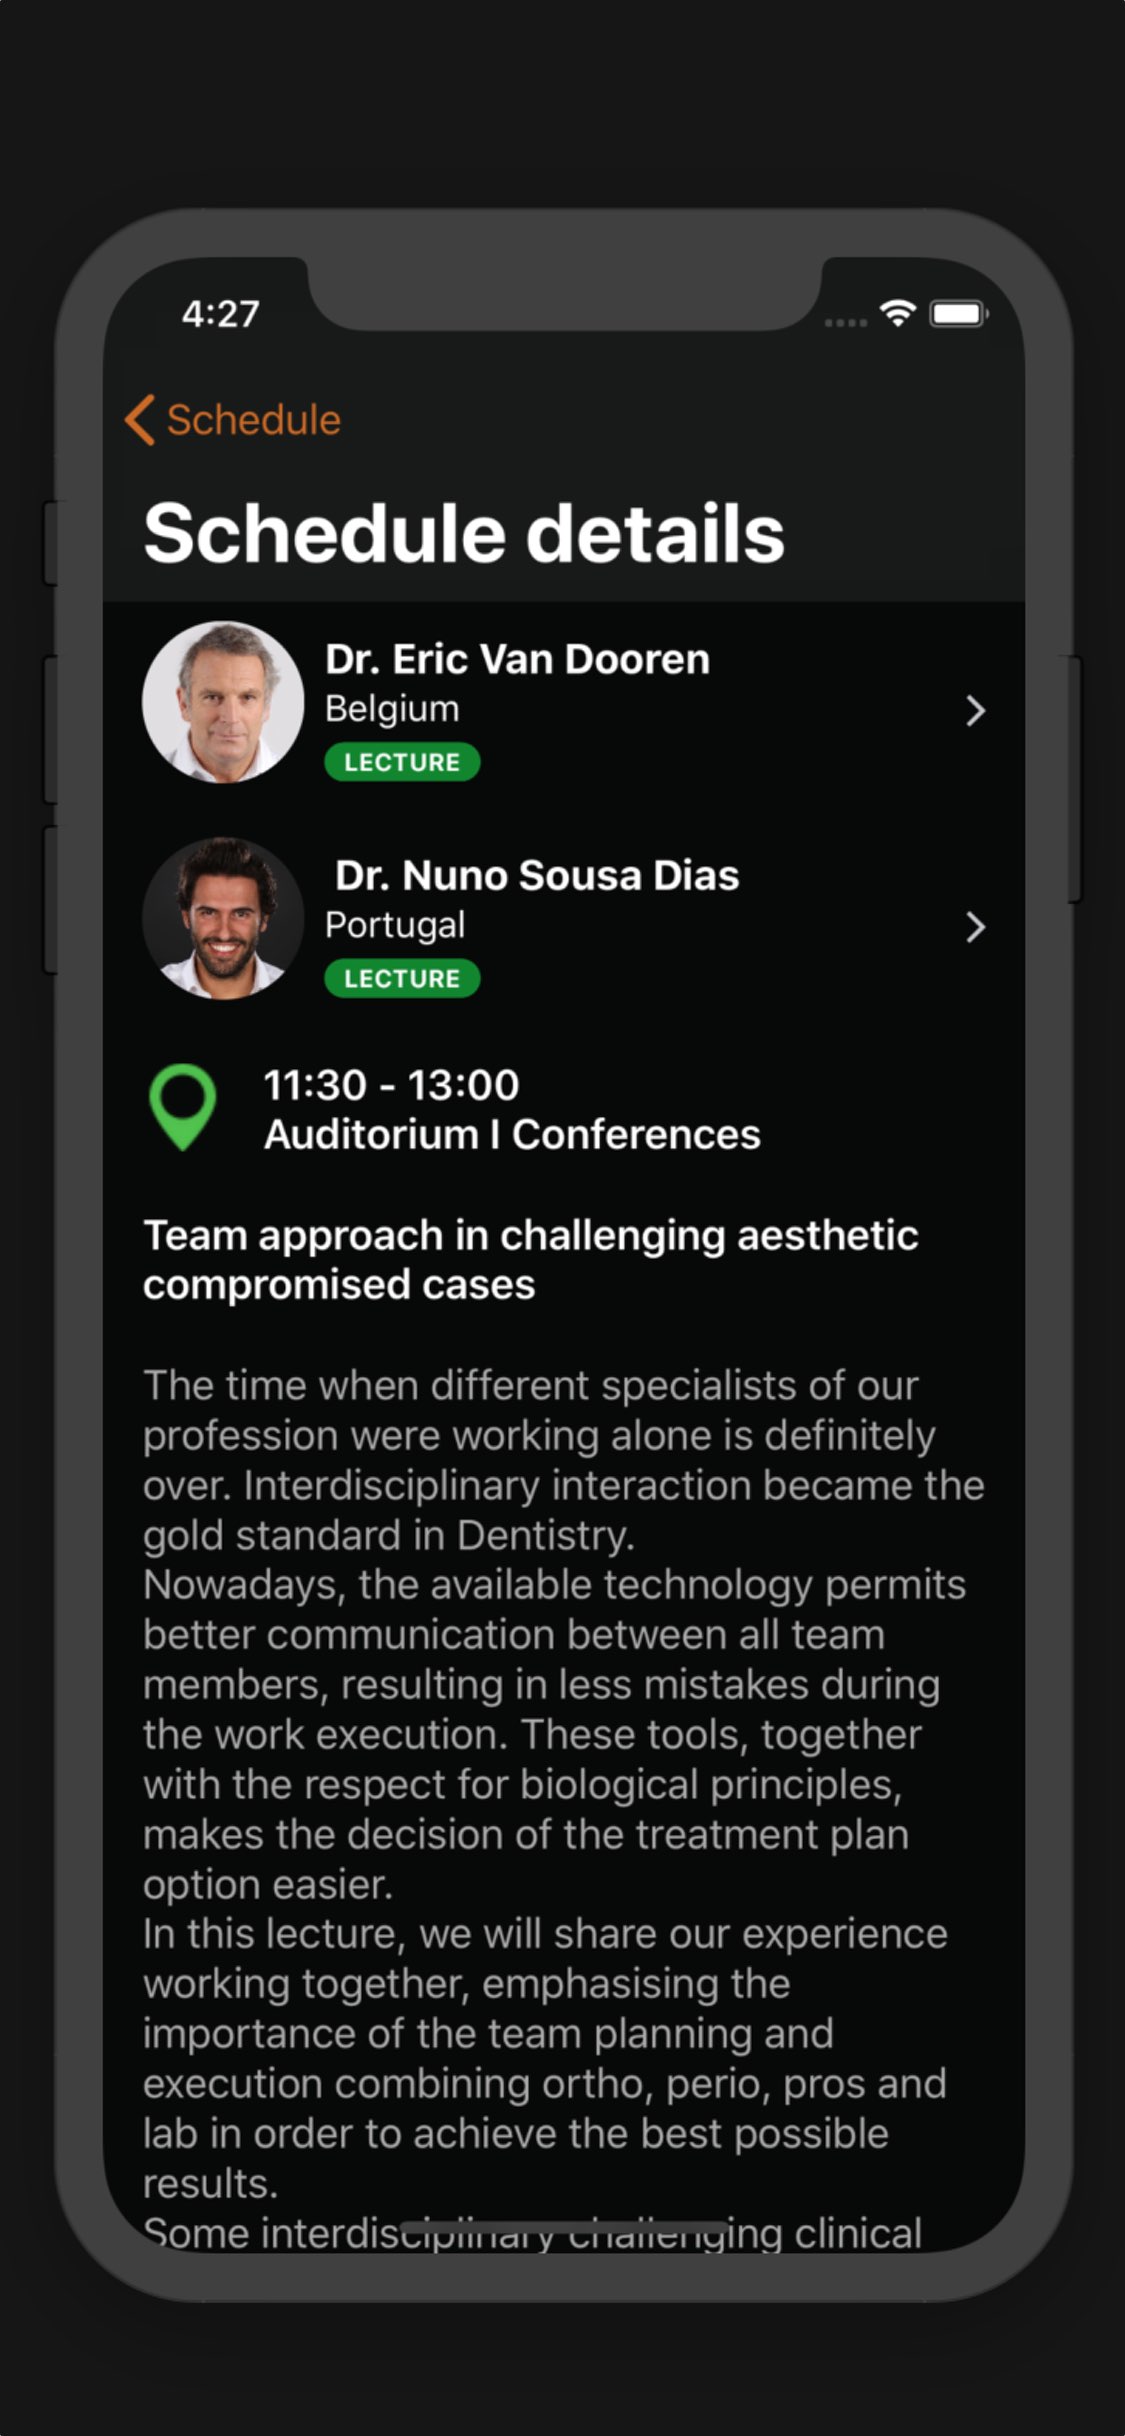 4:27
Schedule
Schedule details
Dr. Eric Van Dooren
Belgium
LECTURE
Dr. Nuno Sousa Dias
Portugal
LECTURE
11:30 - 13:00
Auditorium I Conferences
Team approach in challenging aesthetic
compromised cases
The time when different specialists of our
profession were working alone is definitely
over. Interdisciplinary interaction became the
gold standard in Dentistry.
Nowadays, the available technology permits
better communication between all team
members, resulting in less mistakes during
the work execution. These tools, together
with the respect for biological principles,
makes the decision of the treatment plan
option easier.
In this lecture, we will share our experience
working together, emphasising the
importance of the team planning and
execution combining ortho, perio, pros and
lab in order to achieve the best possible
results.
Some interdisciplinary challenging clinical